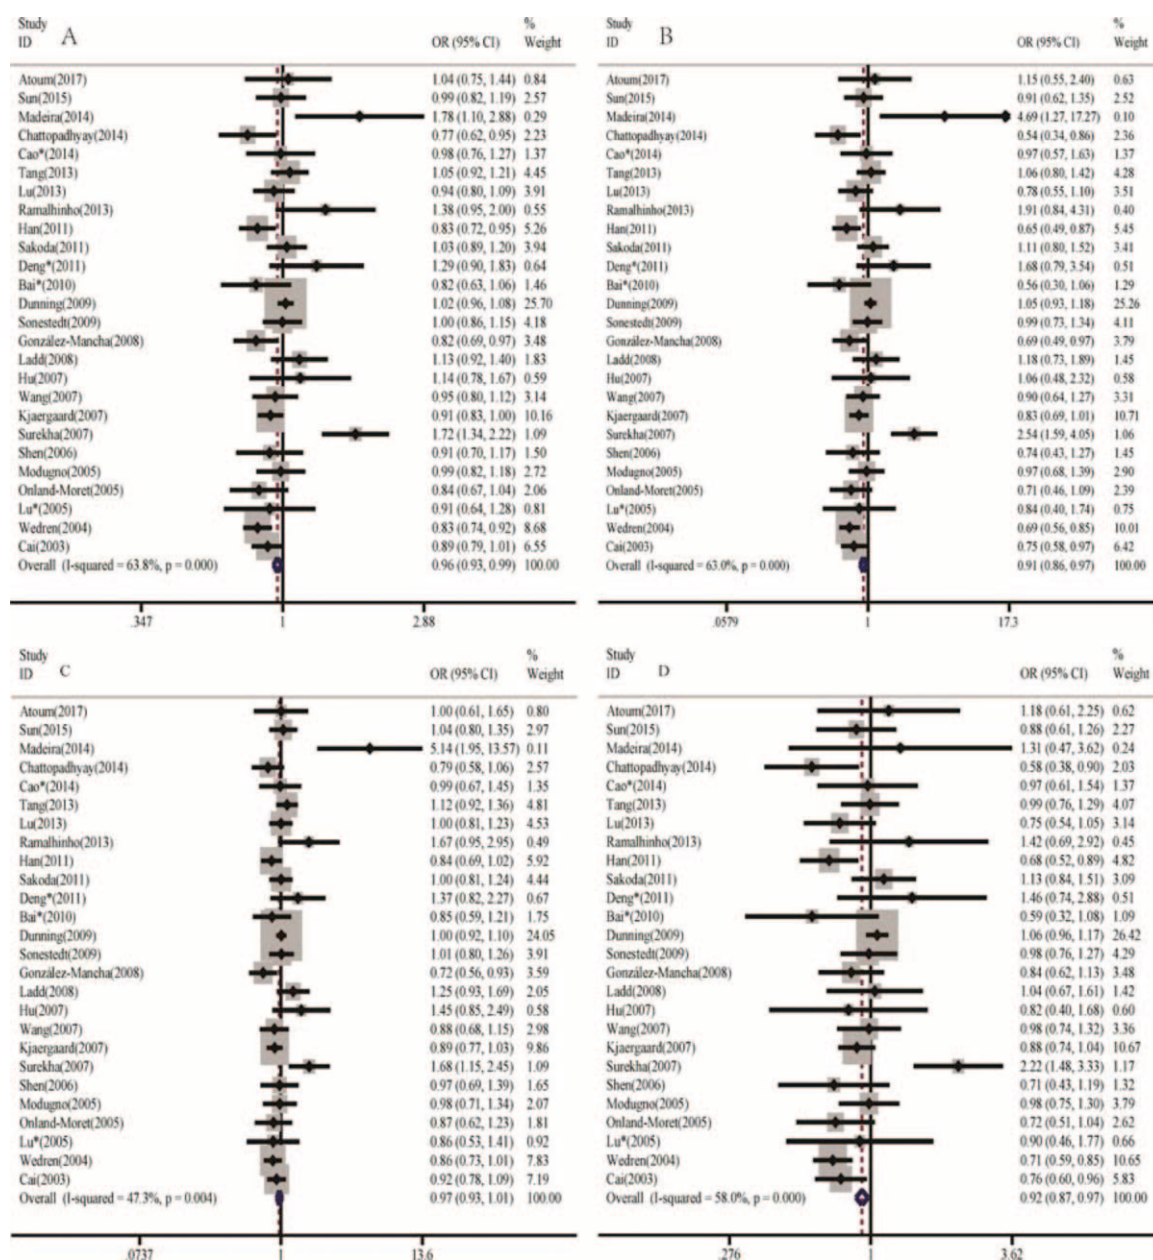 Study %
ID A OR (95% CI) Weight
Atoum(2017) 1.04 (0.75, 1.44) 0.84
Sun(2015) 0.99 (0.82, 1.19) 2.57
Madeira(2014) 1.78 (1.10, 2.88) 0.29
Chattopadhyay(2014) 0.77 (0.62, 0.95) 2.23
Cao*(2014) 0.98 (0.76, 1.27) 1.37
Tang(2013) 1.05 (0.92, 1.21) 4.45
Lu(2013) 0.94 (0.80, 1.09) 3.91
Ramalhinho(2013) 1.38 (0.95, 2.00) 0.55
Han(2011) 0.83 (0.72, 0.95) 5.26
Sakoda(2011) 1.03 (0.89, 1.20) 3.94
Deng*(2011) 1.29 (0.90, 1.83) 0.64
Bai*(2010) 0.82 (0.63, 1.06) 1.46
Dunning(2009) 1.02 (0.96, 1.08) 25.70
Sonestedt(2009) 1.00 (0.86, 1.15) 4.18
González-Mancha(2008) 0.82 (0.69, 0.97) 3.48
Ladd(2008) 1.13 (0.92, 1.40) 1.83
Hu(2007) 1.14 (0.78, 1.67) 0.59
Wang(2007) 0.95 (0.80, 1.12) 3.14
Kjaergaard(2007) 0.91 (0.83, 1.00) 10.16
Surekha(2007) 1.72 (1.34, 2.22) 1.09
Shen(2006) 0.91 (0.70, 1.17) 1.50
Modugno(2005) 0.99 (0.82, 1.18) 2.72
Onland-Moret(2005) 0.84 (0.67, 1.04) 2.06
Lu*(2005) 0.91 (0.64, 1.28) 0.81
Wedren(2004) 0.83 (0.74, 0.92) 8.68
Cai(2003) 0.89 (0.79, 1.01) 6.55
Overall (I-squared = 63.8%, p = 0.000) 0.96 (0.93, 0.99) 100.00
.347 1 2.88
Study %
ID B OR (95% CI) Weight
Atoum(2017) 1.15 (0.55, 2.40) 0.63
Sun(2015) 0.91 (0.62, 1.35) 2.52
Madeira(2014) 4.69 (1.27, 17.27) 0.10
Chattopadhyay(2014) 0.54 (0.34, 0.86) 2.36
Cao*(2014) 0.97 (0.57, 1.63) 1.37
Tang(2013) 1.06 (0.80, 1.42) 4.28
Lu(2013) 0.78 (0.55, 1.10) 3.51
Ramalhinho(2013) 1.91 (0.84, 4.31) 0.40
Han(2011) 0.65 (0.49, 0.87) 5.45
Sakoda(2011) 1.11 (0.80, 1.52) 3.41
Deng*(2011) 1.68 (0.79, 3.54) 0.51
Bai*(2010) 0.56 (0.30, 1.06) 1.29
Dunning(2009) 1.05 (0.93, 1.18) 25.26
Sonestedt(2009) 0.99 (0.73, 1.34) 4.11
González-Mancha(2008) 0.69 (0.49, 0.97) 3.79
Ladd(2008) 1.18 (0.73, 1.89) 1.45
Hu(2007) 1.06 (0.48, 2.32) 0.58
Wang(2007) 0.90 (0.64, 1.27) 3.31
Kjaergaard(2007) 0.83 (0.69, 1.01) 10.71
Surekha(2007) 2.54 (1.59, 4.05) 1.06
Shen(2006) 0.74 (0.43, 1.27) 1.45
Modugno(2005) 0.97 (0.68, 1.39) 2.90
Onland-Moret(2005) 0.71 (0.46, 1.09) 2.39
Lu*(2005) 0.84 (0.40, 1.74) 0.75
Wedren(2004) 0.69 (0.56, 0.85) 10.01
Cai(2003) 0.75 (0.58, 0.97) 6.42
Overall (I-squared = 63.0%, p = 0.000) 0.91 (0.86, 0.97) 100.00
.0579 1 17.3
Study %
ID C OR (95% CI) Weight
Atoum(2017) 1.00 (0.61, 1.65) 0.80
Sun(2015) 1.04 (0.80, 1.35) 2.97
Madeira(2014) 5.14 (1.95, 13.57) 0.11
Chattopadhyay(2014) 0.79 (0.58, 1.06) 2.57
Cao*(2014) 0.99 (0.67, 1.45) 1.35
Tang(2013) 1.12 (0.92, 1.36) 4.81
Lu(2013) 1.00 (0.81, 1.23) 4.53
Ramalhinho(2013) 1.67 (0.95, 2.95) 0.49
Han(2011) 0.84 (0.69, 1.02) 5.92
Sakoda(2011) 1.00 (0.81, 1.24) 4.44
Deng*(2011) 1.37 (0.82, 2.27) 0.67
Bai*(2010) 0.85 (0.59, 1.21) 1.75
Dunning(2009) 1.00 (0.92, 1.10) 24.05
Sonestedt(2009) 1.01 (0.80, 1.26) 3.91
González-Mancha(2008) 0.72 (0.56, 0.93) 3.59
Ladd(2008) 1.25 (0.93, 1.69) 2.05
Hu(2007) 1.45 (0.85, 2.49) 0.58
Wang(2007) 0.88 (0.68, 1.15) 2.98
Kjaergaard(2007) 0.89 (0.77, 1.03) 9.86
Surekha(2007) 1.68 (1.15, 2.45) 1.09
Shen(2006) 0.97 (0.69, 1.39) 1.65
Modugno(2005) 0.98 (0.71, 1.34) 2.07
Onland-Moret(2005) 0.87 (0.62, 1.23) 1.81
Lu*(2005) 0.86 (0.53, 1.41) 0.92
Wedren(2004) 0.86 (0.73, 1.01) 7.83
Cai(2003) 0.92 (0.78, 1.09) 7.19
Overall (I-squared = 47.3%, p = 0.004) 0.97 (0.93, 1.01) 100.00
.0737 1 13.6
Study %
ID D OR (95% CI) Weight
Atoum(2017) 1.18 (0.61, 2.25) 0.62
Sun(2015) 0.88 (0.61, 1.26) 2.27
Madeira(2014) 1.31 (0.47, 3.62) 0.24
Chattopadhyay(2014) 0.58 (0.38, 0.90) 2.03
Cao*(2014) 0.97 (0.61, 1.54) 1.37
Tang(2013) 0.99 (0.76, 1.29) 4.07
Lu(2013) 0.75 (0.54, 1.05) 3.14
Ramalhinho(2013) 1.42 (0.69, 2.92) 0.45
Han(2011) 0.68 (0.52, 0.89) 4.82
Sakoda(2011) 1.13 (0.84, 1.51) 3.09
Deng*(2011) 1.46 (0.74, 2.88) 0.51
Bai*(2010) 0.59 (0.32, 1.08) 1.09
Dunning(2009) 1.06 (0.96, 1.17) 26.42
Sonestedt(2009) 0.98 (0.76, 1.27) 4.29
González-Mancha(2008) 0.84 (0.62, 1.13) 3.48
Ladd(2008) 1.04 (0.67, 1.61) 1.42
Hu(2007) 0.82 (0.40, 1.68) 0.60
Wang(2007) 0.98 (0.74, 1.32) 3.36
Kjaergaard(2007) 0.88 (0.74, 1.04) 10.67
Surekha(2007) 2.22 (1.48, 3.33) 1.17
Shen(2006) 0.71 (0.43, 1.19) 1.32
Modugno(2005) 0.98 (0.75, 1.30) 3.79
Onland-Moret(2005) 0.72 (0.51, 1.04) 2.62
Lu*(2005) 0.90 (0.46, 1.77) 0.66
Wedren(2004) 0.71 (0.59, 0.85) 10.65
Cai(2003) 0.76 (0.60, 0.96) 5.83
Overall (I-squared = 58.0%, p = 0.000) 0.92 (0.87, 0.97) 100.00
.276 1 3.62